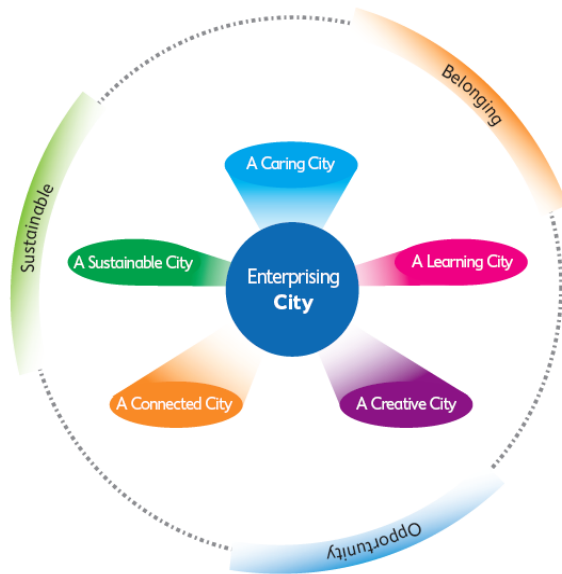 Belonging
A Caring City
Sustainable
A Sustainable City
Enterprising
City
A Learning City
A Connected City
A Creative City
Opportunity